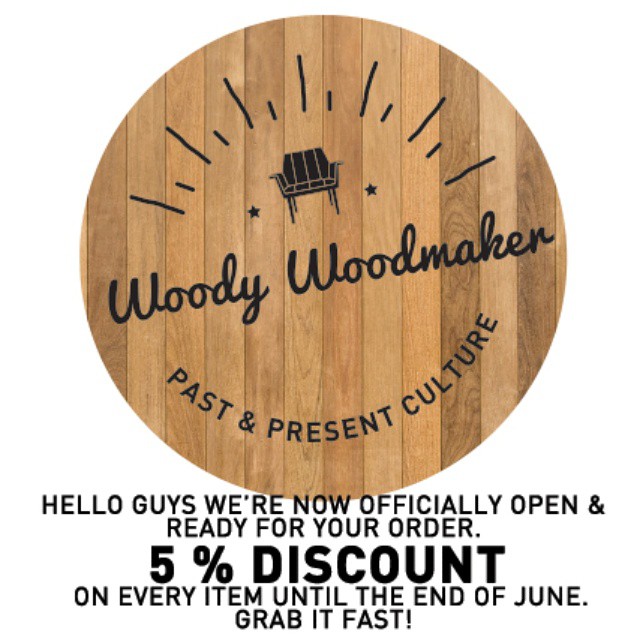 Woody Woodmaker
PAST & PRESENT CULTURE
HELLO GUYS WE'RE NOW OFFICIALLY OPEN &
READY FOR YOUR ORDER.
5 % DISCOUNT
ON EVERY ITEM UNTIL THE END OF JUNE.
GRAB IT FAST!